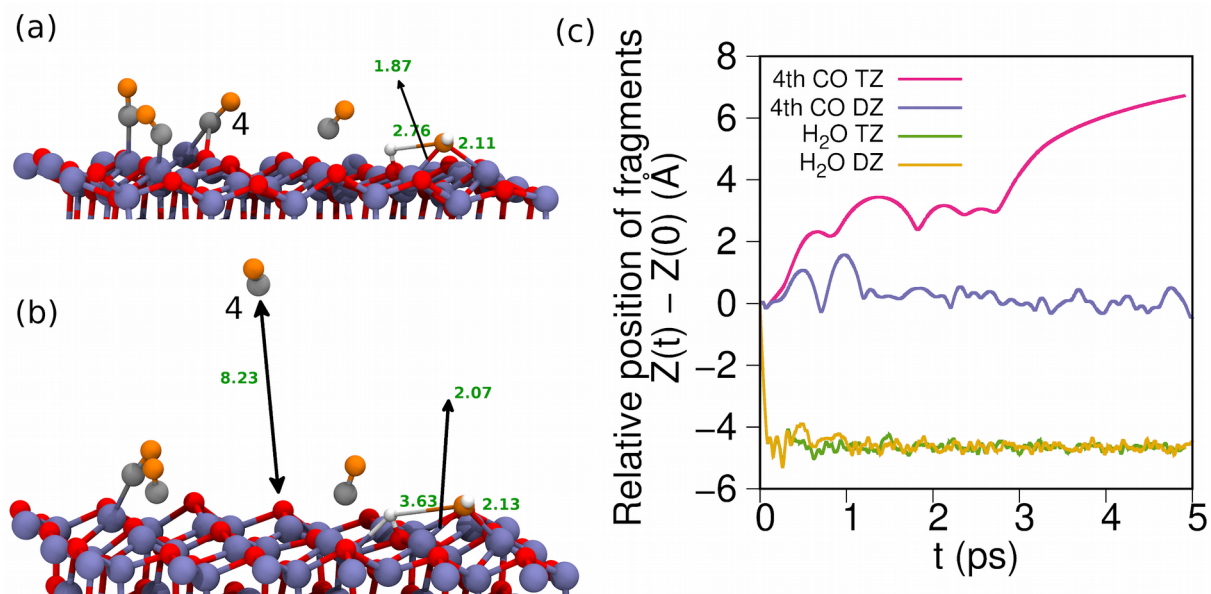 (a)
1.87
4
2.76
2.11
(b)
4
8.23
2.07
3.63
2.13
(c)
Relative position of fragments
Z(t) − Z(0) (Å)
8
6
4
2
0
−2
−4
−6
4th CO TZ
4th CO DZ
H₂O TZ
H₂O DZ
0 1 2 3 4 5
t (ps)